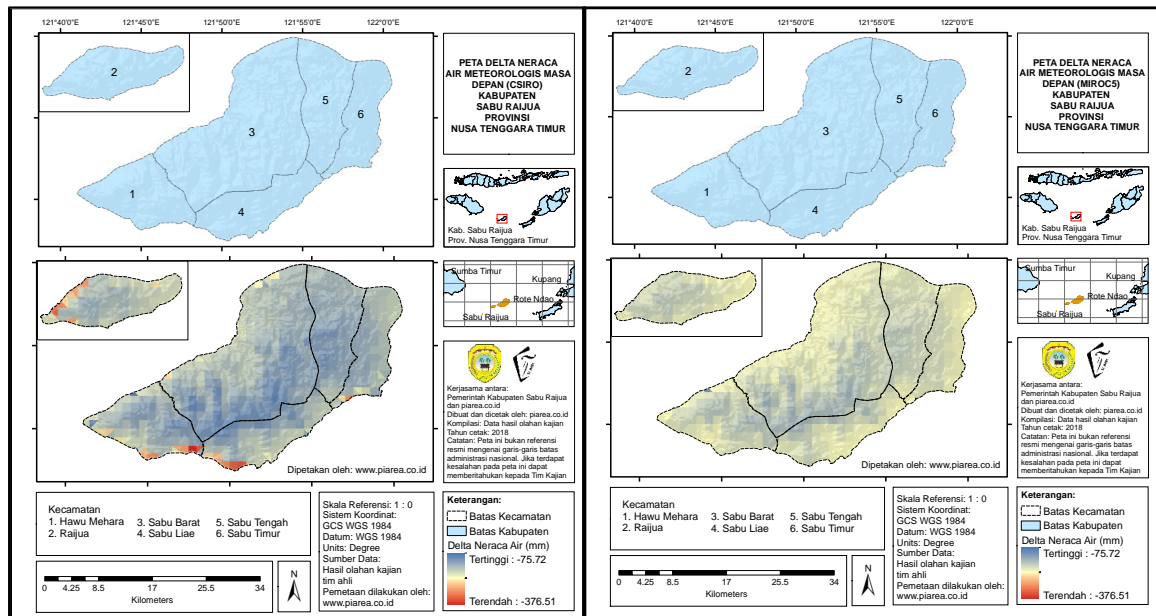 121°40'0"E 121°45'0"E 121°50'0"E 121°55'0"E 122°0'0"E
2
3
5
6
1
4
PETA DELTA NERACA
AIR METEOROLOGIS MASA
DEPAN (CSIRO)
KABUPATEN
SABU RAIJUA
PROVINSI
NUSA TENGGARA TIMUR
Kab. Sabu Raijua
Prov. Nusa Tenggara Timur
Sumba Timur
Kupang
Rote Ndao
Sabu Raijua
Kerjasama antara:
Pemerintah Kabupaten Sabu Raijua
dan piarea.co.id
Dibuat dan dicetak oleh: piarea.co.id
Kompilasi: Data hasil olahan kajian
Tahun cetak: 2018
Catatan: Peta ini bukan referensi
resmi mengenai garis-garis batas
administrasi nasional. Jika terdapat
kesalahan pada peta ini dapat
memberitahukan kepada Tim Kajian
Dipetakan oleh: www.piarea.co.id
Kecamatan
1. Hawu Mehara 3. Sabu Barat 5. Sabu Tengah
2. Raijua 4. Sabu Liae 6. Sabu Timur
0 4.25 8.5 17 25.5 34
Kilometers
N
Skala Referensi: 1 : 0
Sistem Koordinat:
GCS WGS 1984
Datum: WGS 1984
Units: Degree
Sumber Data:
Hasil olahan kajian
tim ahli
Pemetaan dilakukan oleh:
www.piarea.co.id
Keterangan:
Batas Kecamatan
Batas Kabupaten
Delta Neraca Air (mm)
Tertinggi : -75.72
Terendah : -376.51
121°40'0"E 121°45'0"E 121°50'0"E 121°55'0"E 122°0'0"E
2
3
5
6
1
4
PETA DELTA NERACA
AIR METEOROLOGIS MASA
DEPAN (MIROC5)
KABUPATEN
SABU RAIJUA
PROVINSI
NUSA TENGGARA TIMUR
Kab. Sabu Raijua
Prov. Nusa Tenggara Timur
Sumba Timur
Kupang
Rote Ndao
Sabu Raijua
Kerjasama antara:
Pemerintah Kabupaten Sabu Raijua
dan piarea.co.id
Dibuat dan dicetak oleh: piarea.co.id
Kompilasi: Data hasil olahan kajian
Tahun cetak: 2018
Catatan: Peta ini bukan referensi
resmi mengenai garis-garis batas
administrasi nasional. Jika terdapat
kesalahan pada peta ini dapat
memberitahukan kepada Tim Kajian
Dipetakan oleh: www.piarea.co.id
Kecamatan
1. Hawu Mehara 3. Sabu Barat 5. Sabu Tengah
2. Raijua 4. Sabu Liae 6. Sabu Timur
0 4.25 8.5 17 25.5 34
Kilometers
N
Skala Referensi: 1 : 0
Sistem Koordinat:
GCS WGS 1984
Datum: WGS 1984
Units: Degree
Sumber Data:
Hasil olahan kajian
tim ahli
Pemetaan dilakukan oleh:
www.piarea.co.id
Keterangan:
Batas Kecamatan
Batas Kabupaten
Delta Neraca Air (mm)
Tertinggi : -75.72
Terendah : -376.51